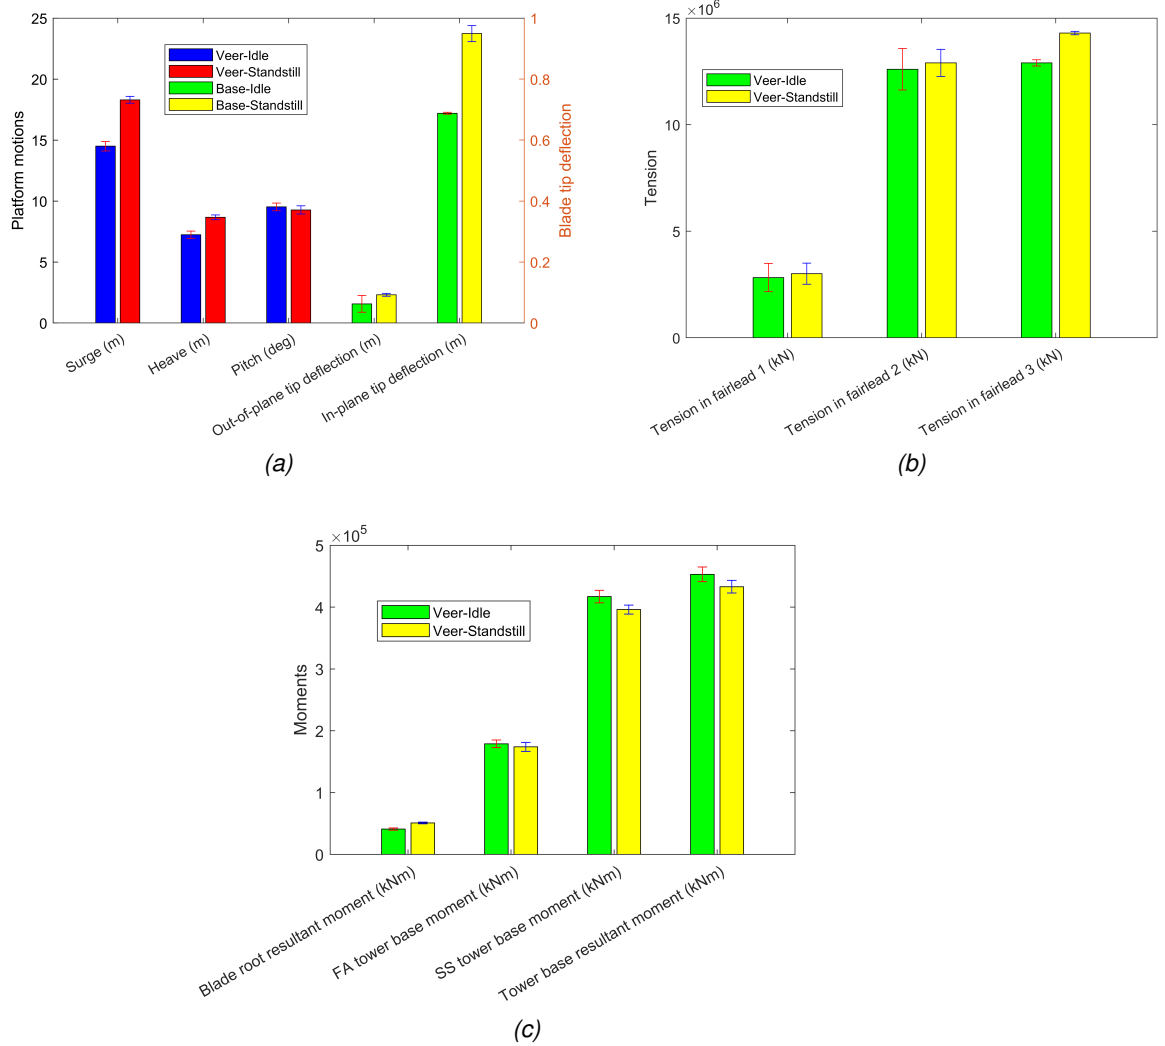 25
20
15
10
5
0
Platform motions
Veer-Idle
Veer-Standstill
Base-Idle
Base-Standstill
1
0.8
0.6
0.4
0.2
0
Blade tip deflection
Surge (m)
Heave (m)
Pitch (deg)
Out-of-plane tip deflection (m)
In-plane tip deflection (m)
(a)
×10⁶
15
10
5
0
Tension
Veer-Idle
Veer-Standstill
Tension in fairlead 1 (kN)
Tension in fairlead 2 (kN)
Tension in fairlead 3 (kN)
(b)
×10⁵
5
4
3
2
1
0
Moments
Veer-Idle
Veer-Standstill
Blade root resultant moment (kNm)
FA tower base moment (kNm)
SS tower base moment (kNm)
Tower base resultant moment (kNm)
(c)